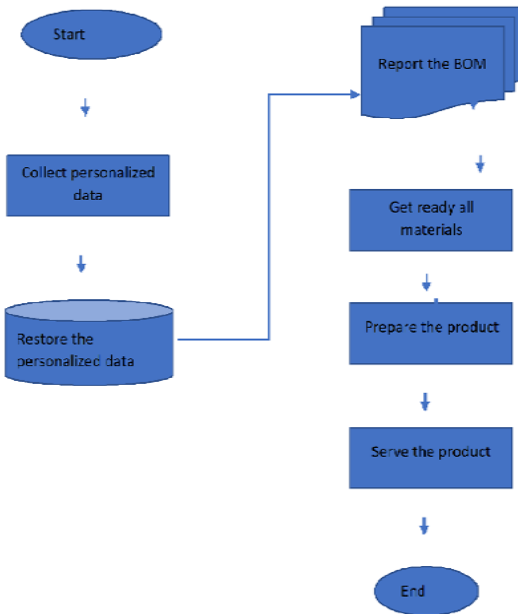 Start
Collect personalized
data
Restore the
personalized data
Report the BOM
Get ready all
materials
Prepare the product
Serve the product
End